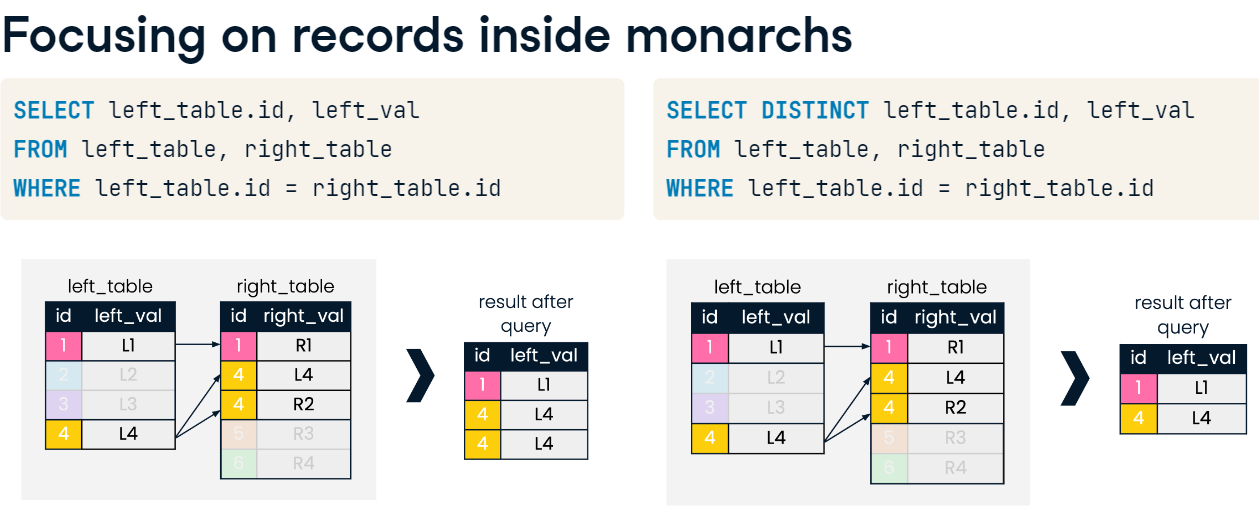 Focusing on records inside monarchs
SELECT left_table.id, left_val
FROM left_table, right_table
WHERE left_table.id = right_table.id
SELECT DISTINCT left_table.id, left_val
FROM left_table, right_table
WHERE left_table.id = right_table.id
left_table
id left_val
1 L1
2 L2
3 L3
4 L4
right_table
id right_val
1 R1
4 L4
4 R2
5 R3
6 R4
result after
query
id left_val
1 L1
4 L4
4 L4
left_table
id left_val
1 L1
2 L2
3 L3
4 L4
right_table
id right_val
1 R1
4 L4
4 R2
5 R3
6 R4
result after
query
id left_val
1 L1
4 L4